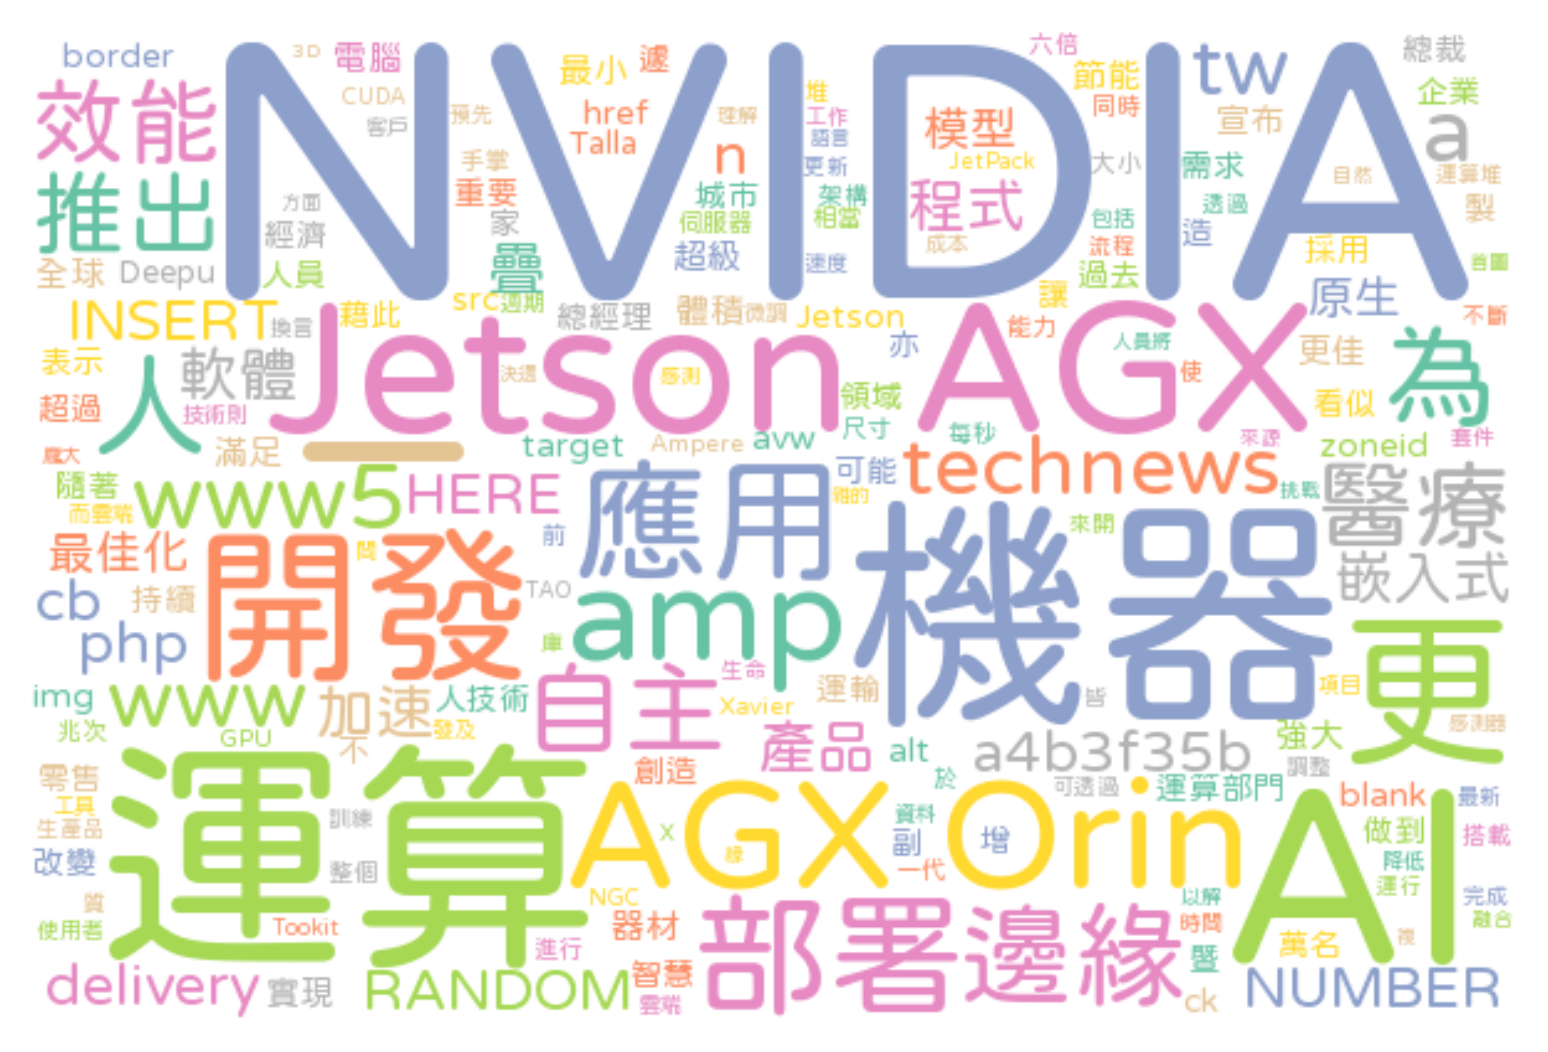 border
3D
電腦
最小
遽
六倍
tw
總裁
NVIDIA
效能
CUDA
客戶
預先
href
Talla
理解
n
堆
工作
語言
更新
模型
JetPack
節能
同時
宣布
企業
a
手掌
重要
城市
架構
程式
大小
需求
自然
運算堆
推出
方面
經濟
家
疊
伺服器
超級
相當
速度
成本
包括
流程
過去
透過
造
製
採用
全球
Deepu
人員
首圖
INSERT
換言
藉此
src
週期
總經理
體積
微調
Jetson
讓
能力
原生
不斷
表示
人
軟體
Jetson AGX
決選
感測
亦
人員將
使
更佳
為
超過
技術則
領域
看似
龐大
滿足
target
Ampere
avw
尺寸
每秒
來源
zoneid
套件
隨著
而雲端
www
5
HERE
應用
可能
雜的
technews
挑戰
醫療
最佳化
開發
問
前
機器
來開
嵌入式
cb
持續
TAO
amp
php
庫
更
img
www
加速
人技術
自主
生命
Xavier
運輸
皆
項目
兆次
GPU
不
發及
產品
alt
a4b3f35b
強大
感測器
零售
創造
於
可透過
運算部門
調整
工具
運算
AGX Orin
AI
blank
最新
生產品
訓練
X
資料
副
增
做到
搭載
改變
整個
緣
一代
降低
運行
質
NGC
以解
完成
使用者
Tookit
器材
部署
邊緣
時間
萬名
複
融合
進行
delivery
實現
RANDOM
智慧
雲端
暨
ck
NUMBER